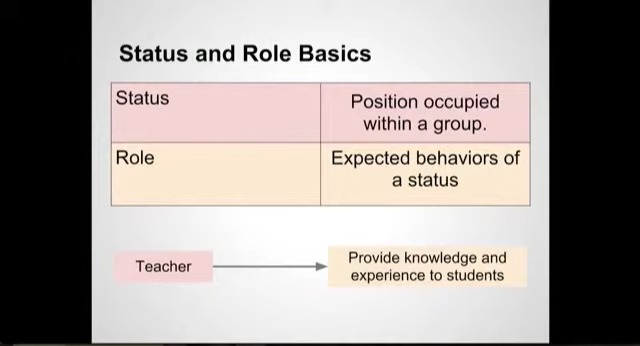 Status and Role Basics
Status
Position occupied
within a group.
Role
Expected behaviors of
a status
Teacher
Provide knowledge and
experience to students